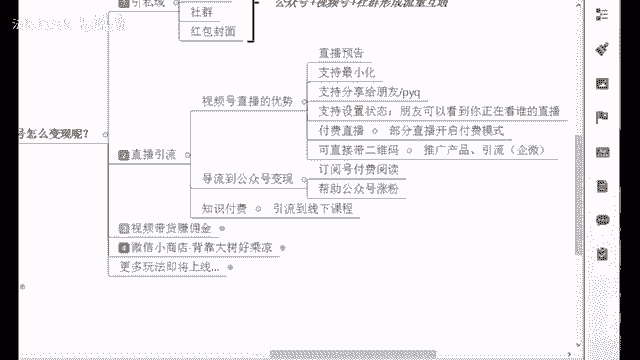 引私域
社群
红包封面
公众号+视频号+社群形成流量互通
号怎么变现呢?
2 直播引流
视频号直播的优势
直播预告
支持最小化
支持分享给朋友/pyq
支持设置状态:朋友可以看到你正在看谁的直播
付费直播
部分直播开启付费模式
可直接带二维码
推广产品、引流(企微)
导流到公众号变现
订阅号付费阅读
帮助公众号涨粉
知识付费
引流到线下课程
3 视频带货赚佣金
4 微信小商店-背靠大树好乘凉
更多玩法即将上线...